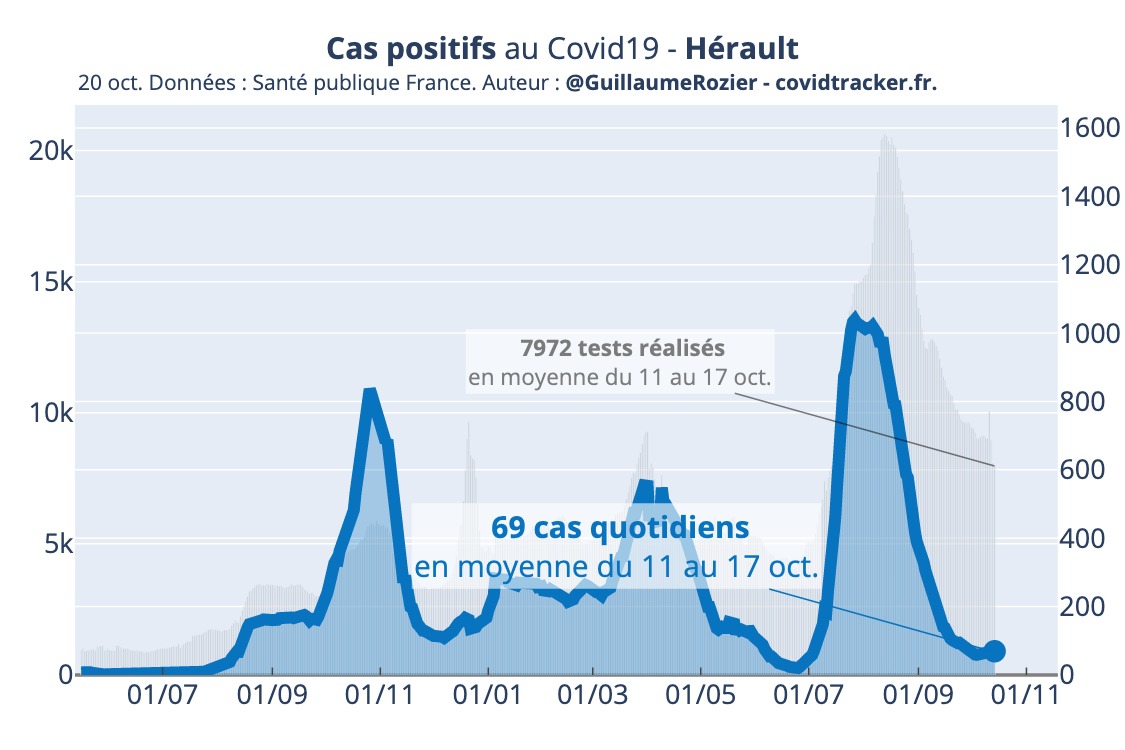 Cas positifs au Covid19 - Hérault
20 oct. Données : Santé publique France. Auteur : @GuillaumeRozier - covidtracker.fr.
20k
15k
10k
5k
0
1600
1400
1200
1000
800
600
400
200
0
7972 tests réalisés
en moyenne du 11 au 17 oct.
69 cas quotidiens
en moyenne du 11 au 17 oct.
01/07 01/09 01/11 01/01 01/03 01/05 01/07 01/09 01/11